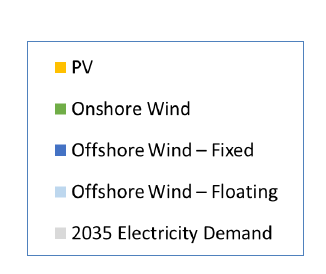 PV
Onshore Wind
Offshore Wind – Fixed
Offshore Wind – Floating
2035 Electricity Demand